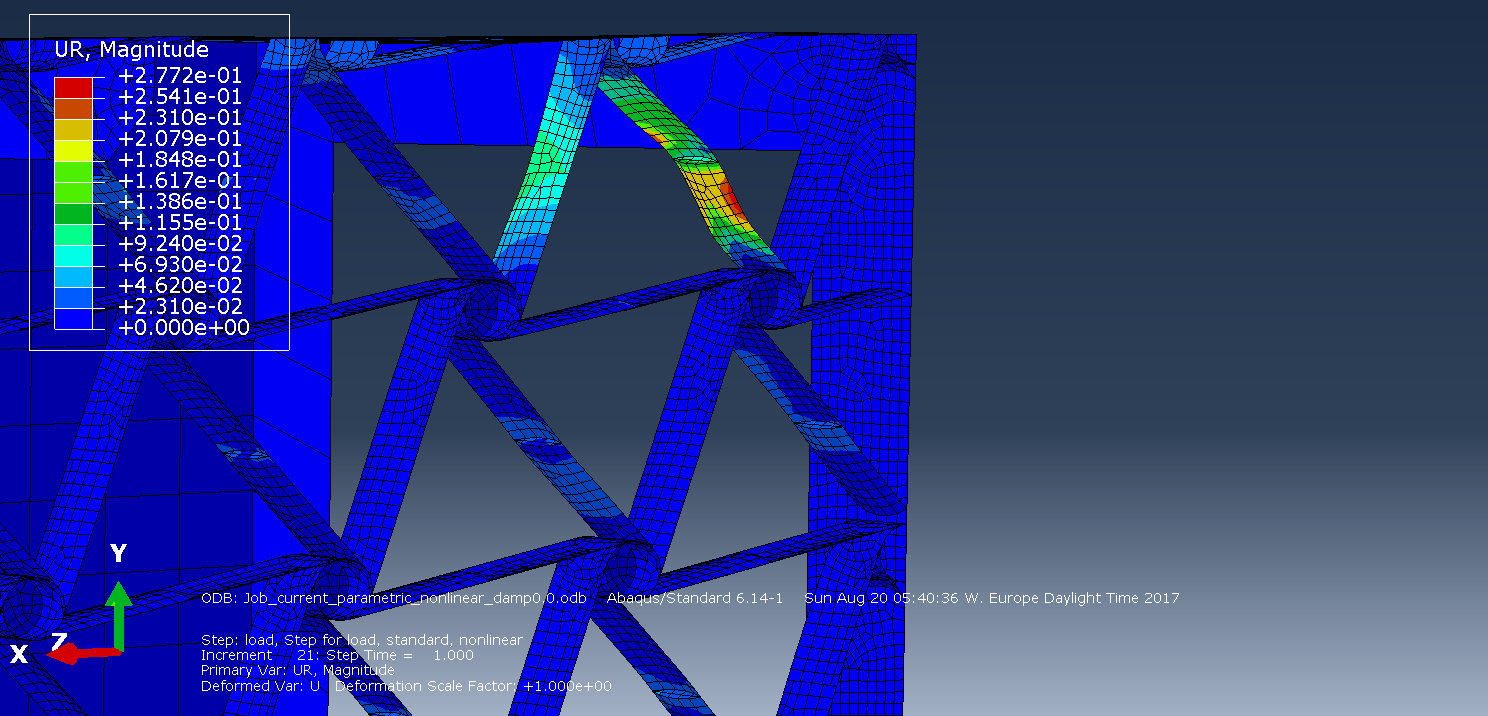 UR, Magnitude
+2.772e-01
+2.541e-01
+2.310e-01
+2.079e-01
+1.848e-01
+1.617e-01
+1.386e-01
+1.155e-01
+9.240e-02
+6.930e-02
+4.620e-02
+2.310e-02
+0.000e+00
Y
Z
X
ODB: Job_current_parametric_nonlinear_damp0.0.odb Abaqus/Standard 6.14-1 Sun Aug 20 05:40:36 W. Europe Daylight Time 2017
Step: load, Step for load, standard, nonlinear
Increment 21: Step Time = 1.000
Primary Var: UR, Magnitude
Deformed Var: U Deformation Scale Factor: +1.000e+00